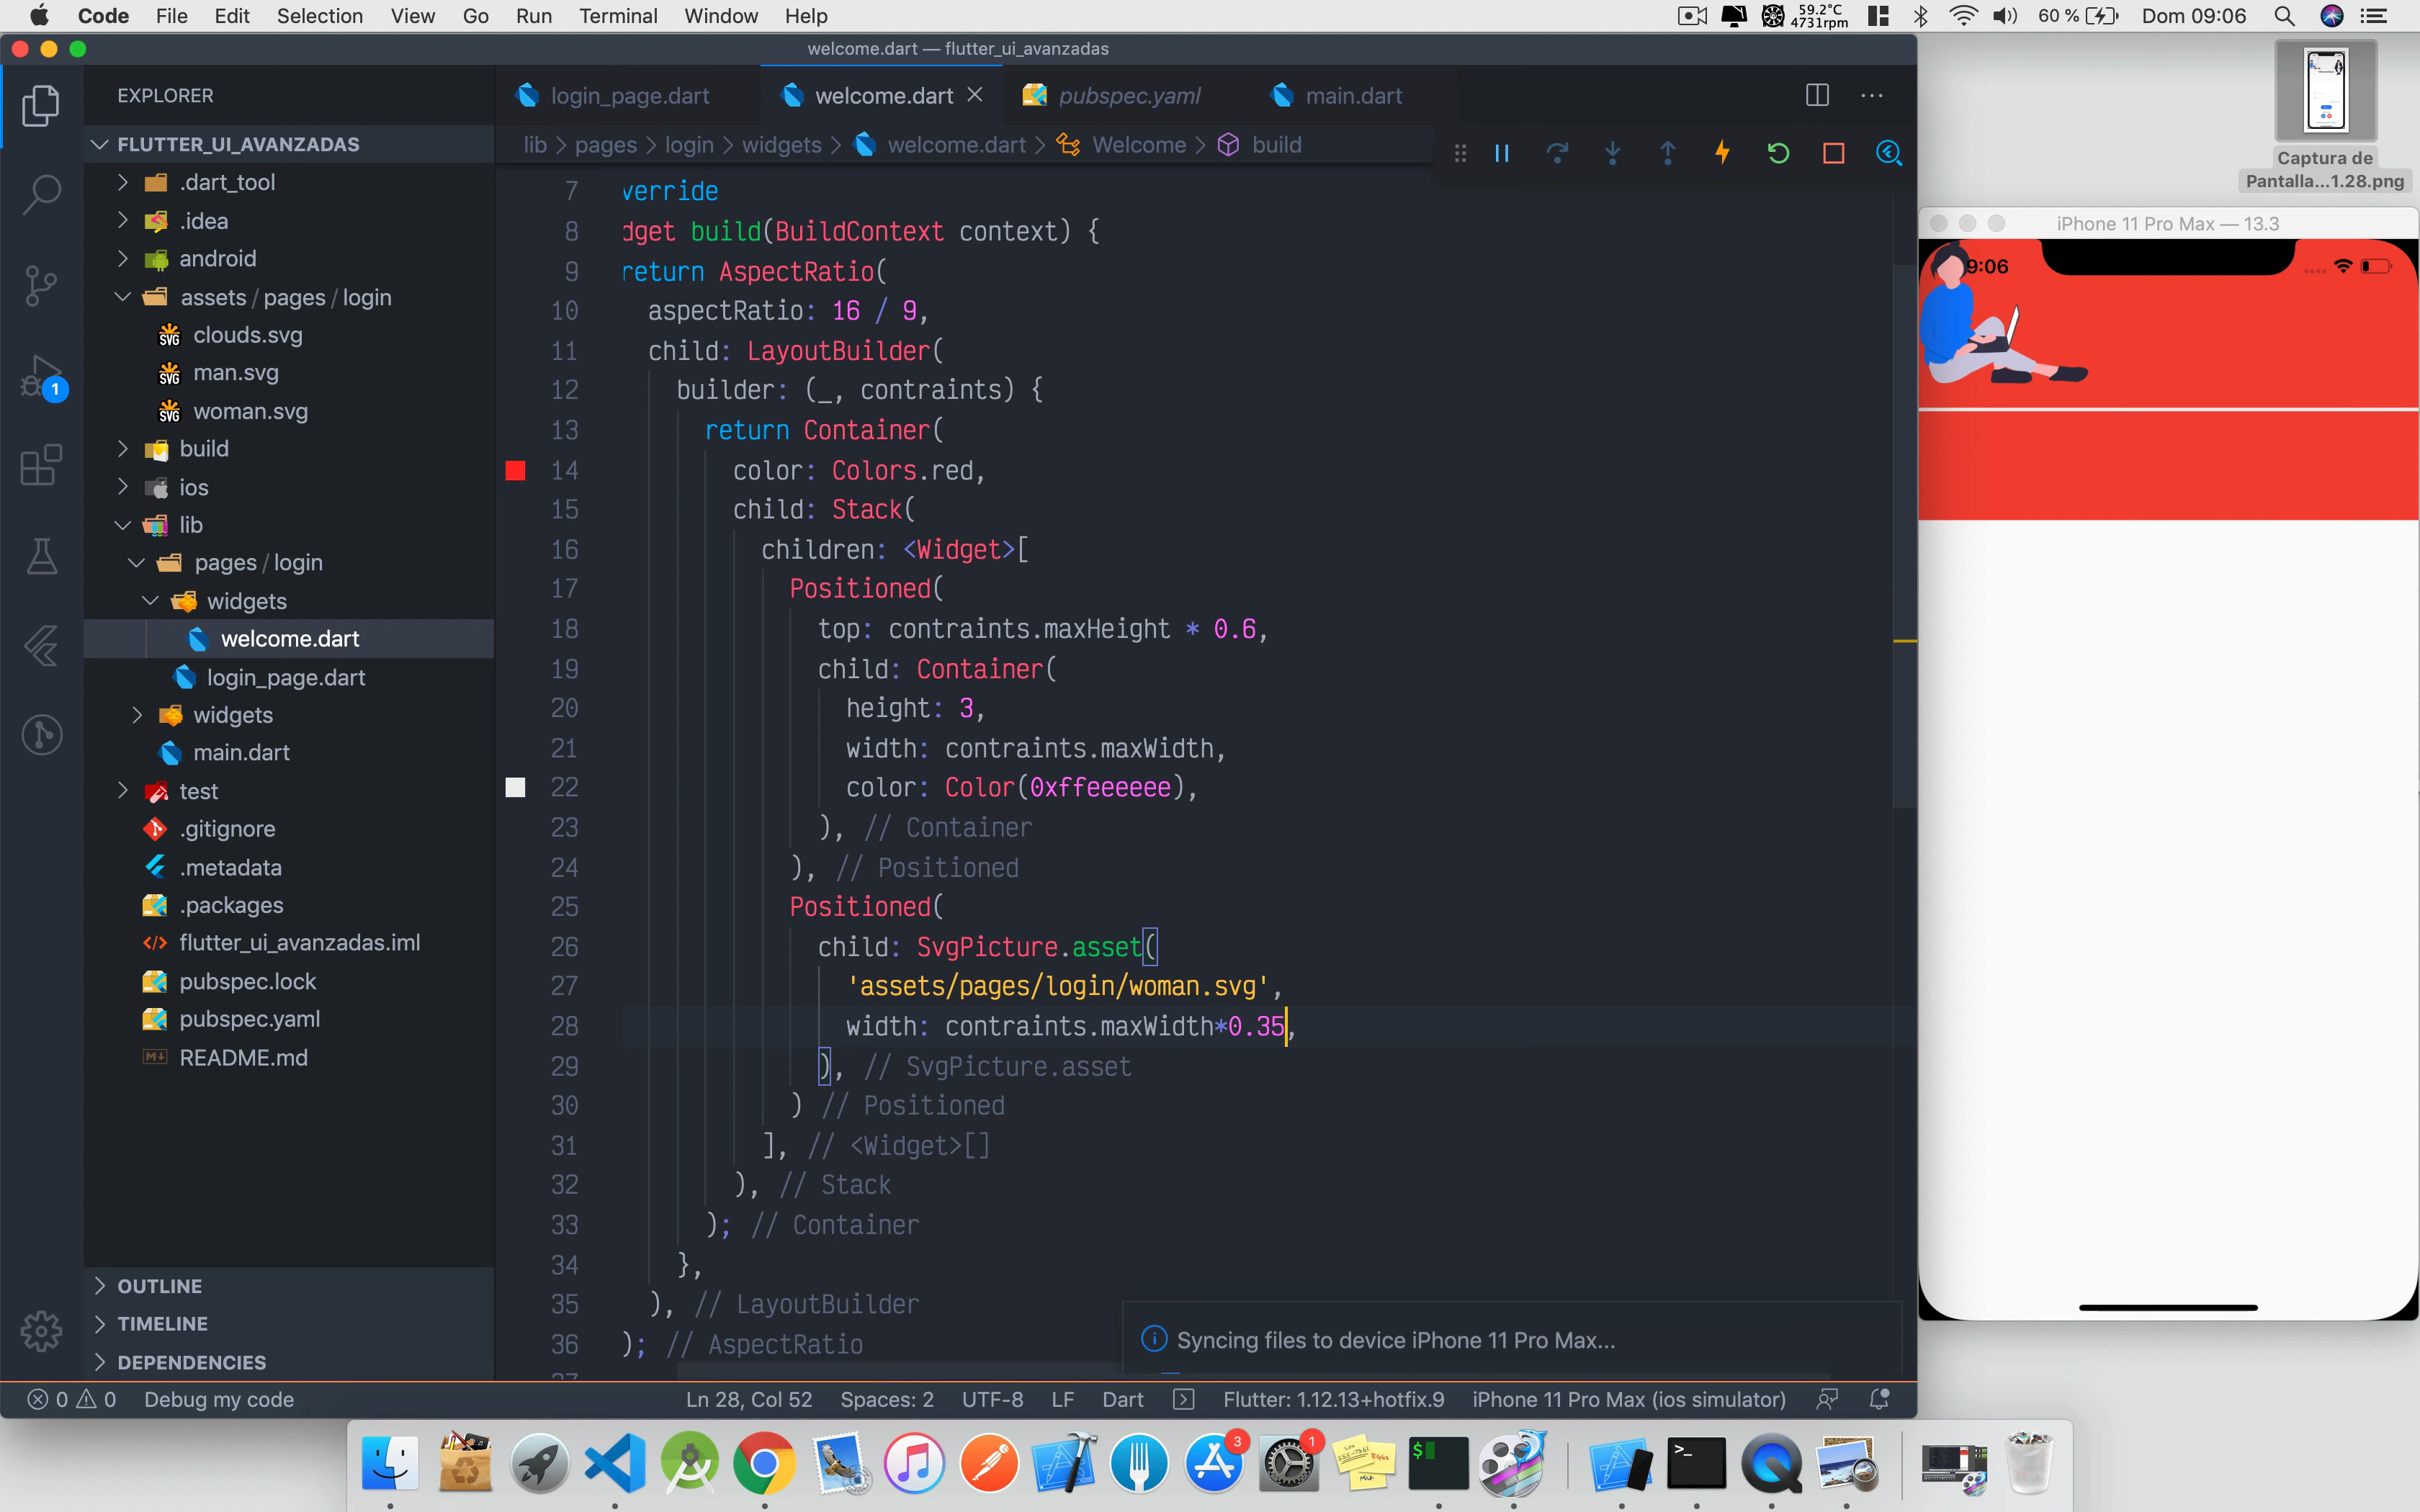 Code File Edit Selection View Go Run Terminal Window Help 59.2°C 4731rpm 60 % Dom 09:06
welcome.dart — flutter_ui_avanzadas
EXPLORER
login_page.dart welcome.dart pubspec.yaml main.dart
lib > pages > login > widgets > welcome.dart > Welcome > build
FLUTTER_UI_AVANZADAS
.dart_tool
.idea
android
assets / pages / login
SVG clouds.svg
SVG man.svg
SVG woman.svg
build
ios
lib
pages / login
widgets
welcome.dart
login_page.dart
widgets
main.dart
test
.gitignore
.metadata
.packages
flutter_ui_avanzadas.iml
pubspec.lock
pubspec.yaml
README.md
OUTLINE
TIMELINE
DEPENDENCIES
1
7 verride
8 dget build(BuildContext context) {
9 return AspectRatio(
10 aspectRatio: 16 / 9,
11 child: LayoutBuilder(
12 builder: (_, contraints) {
13 return Container(
14 color: Colors.red,
15 child: Stack(
16 children: <Widget>[
17 Positioned(
18 top: contraints.maxHeight * 0.6,
19 child: Container(
20 height: 3,
21 width: contraints.maxWidth,
22 color: Color(0xffeeeeee),
23 ), // Container
24 ), // Positioned
25 Positioned(
26 child: SvgPicture.asset(
27 'assets/pages/login/woman.svg',
28 width: contraints.maxWidth*0.35,
29 ), // SvgPicture.asset
30 ) // Positioned
31 ], // <Widget>[]
32 ), // Stack
33 ); // Container
34 },
35 ), // LayoutBuilder
36 ); // AspectRatio
Syncing files to device iPhone 11 Pro Max...
0 0 Debug my code Ln 28, Col 52 Spaces: 2 UTF-8 LF Dart Flutter: 1.12.13+hotfix.9 iPhone 11 Pro Max (ios simulator)
Captura de
Pantalla...1.28.png
iPhone 11 Pro Max — 13.3
9:06
3
1